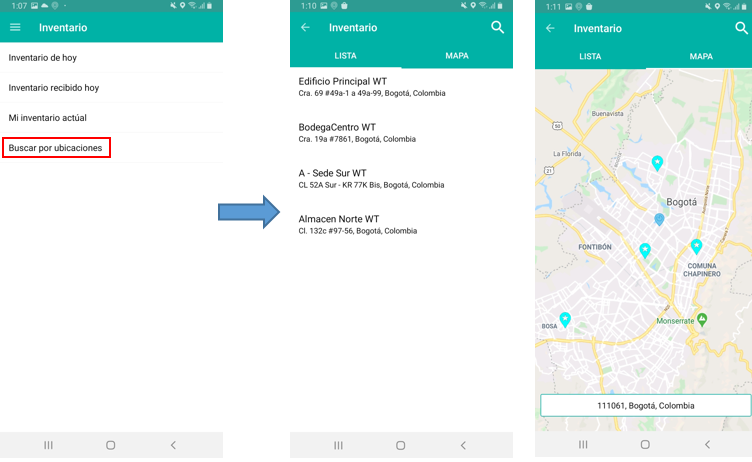 1:07
Inventario
Inventario de hoy
Inventario recibido hoy
Mi inventario actúal
Buscar por ubicaciones
1:10
Inventario
LISTA MAPA
Edificio Principal WT
Cra. 69 #49a-1 a 49a-99, Bogotá, Colombia
BodegaCentro WT
Cra. 19a #7861, Bogotá, Colombia
A - Sede Sur WT
CL 52A Sur - KR 77K Bis, Bogotá, Colombia
Almacen Norte WT
Cl. 132c #97-56, Bogotá, Colombia
1:11
Inventario
LISTA MAPA
Buenavista
50
La Florida
21
Bogotá
FONTIBÓN
COMUNA
CHAPINERO
Monserrate
BOSA
111061, Bogotá, Colombia